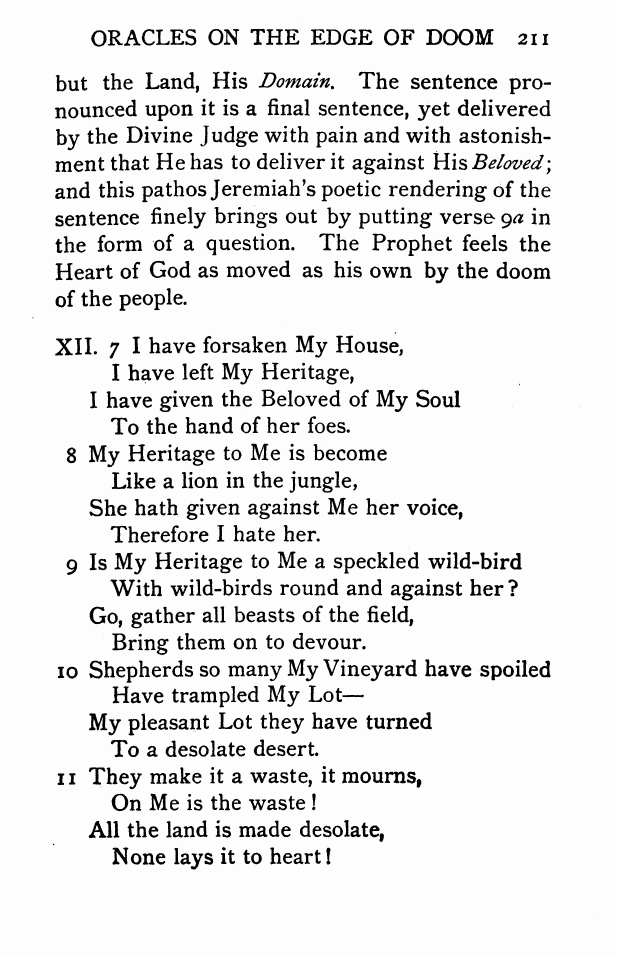 ORACLES ON THE EDGE OF DOOM 211
but the Land, His Domain. The sentence pro-
nounced upon it is a final sentence, yet delivered
by the Divine Judge with pain and with astonish-
ment that He has to deliver it against His Beloved;
and this pathos Jeremiah's poetic rendering of the
sentence finely brings out by putting verse 9a in
the form of a question. The Prophet feels the
Heart of God as moved as his own by the doom
of the people.
XII. 7 I have forsaken My House,
I have left My Heritage,
I have given the Beloved of My Soul
To the hand of her foes.
8 My Heritage to Me is become
Like a lion in the jungle,
She hath given against Me her voice,
Therefore I hate her.
9 Is My Heritage to Me a speckled wild-bird
With wild-birds round and against her?
Go, gather all beasts of the field,
Bring them on to devour.
10 Shepherds so many My Vineyard have spoiled
Have trampled My Lot—
My pleasant Lot they have turned
To a desolate desert.
11 They make it a waste, it mourns,
On Me is the waste!
All the land is made desolate,
None lays it to heart!